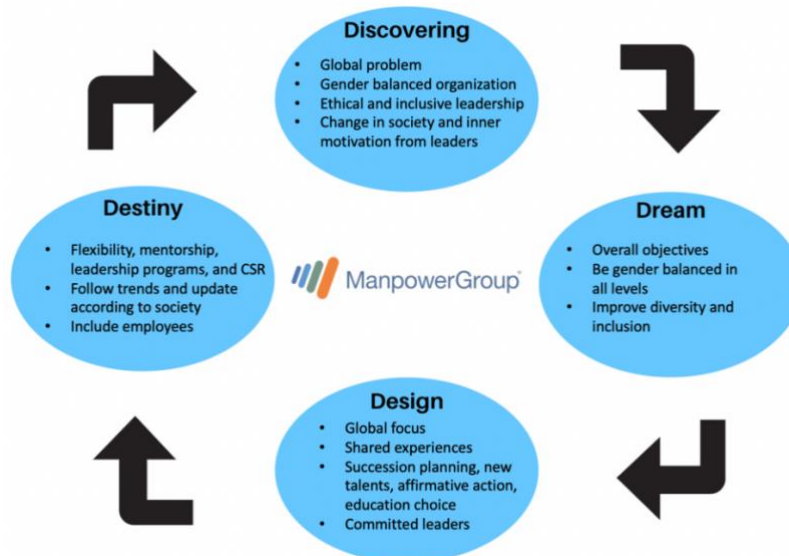 Discovering
• Global problem
• Gender balanced organization
• Ethical and inclusive leadership
• Change in society and inner
motivation from leaders
Dream
• Overall objectives
• Be gender balanced in
all levels
• Improve diversity and
inclusion
Design
• Global focus
• Shared experiences
• Succession planning, new
talents, affirmative action,
education choice
• Committed leaders
Destiny
• Flexibility, mentorship,
leadership programs, and CSR
• Follow trends and update
according to society
• Include employees
ManpowerGroup®